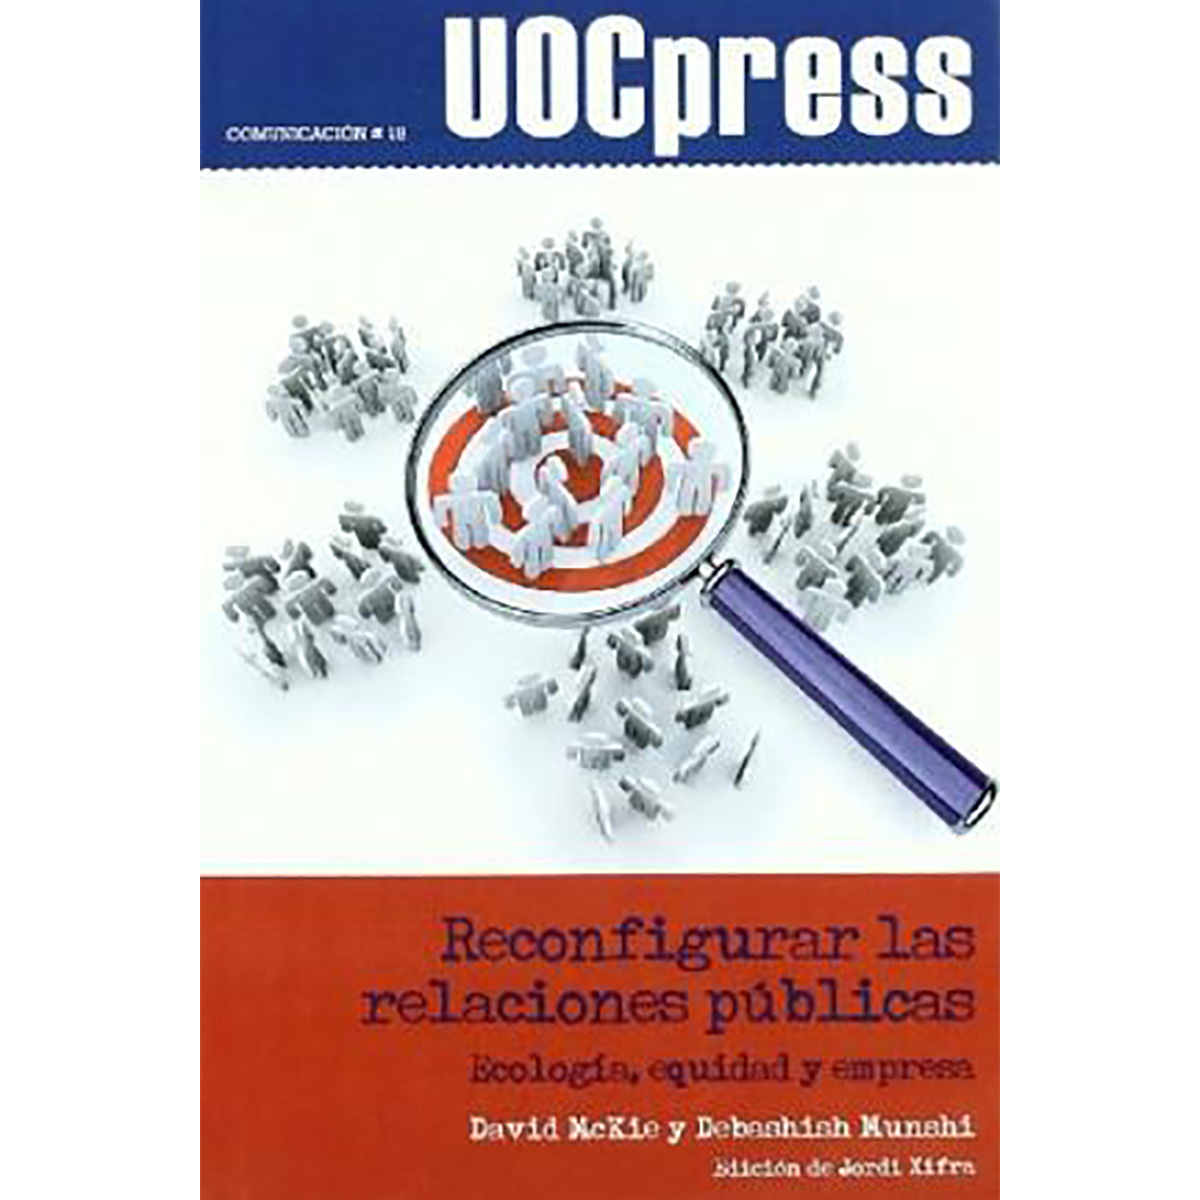 UOCpress
COMUNICACIÓN # 18
Reconfigurar las
relaciones públicas
Ecología, equidad y empresa
David McKie y Debashish Munshi
Edición de Jordi Xifra